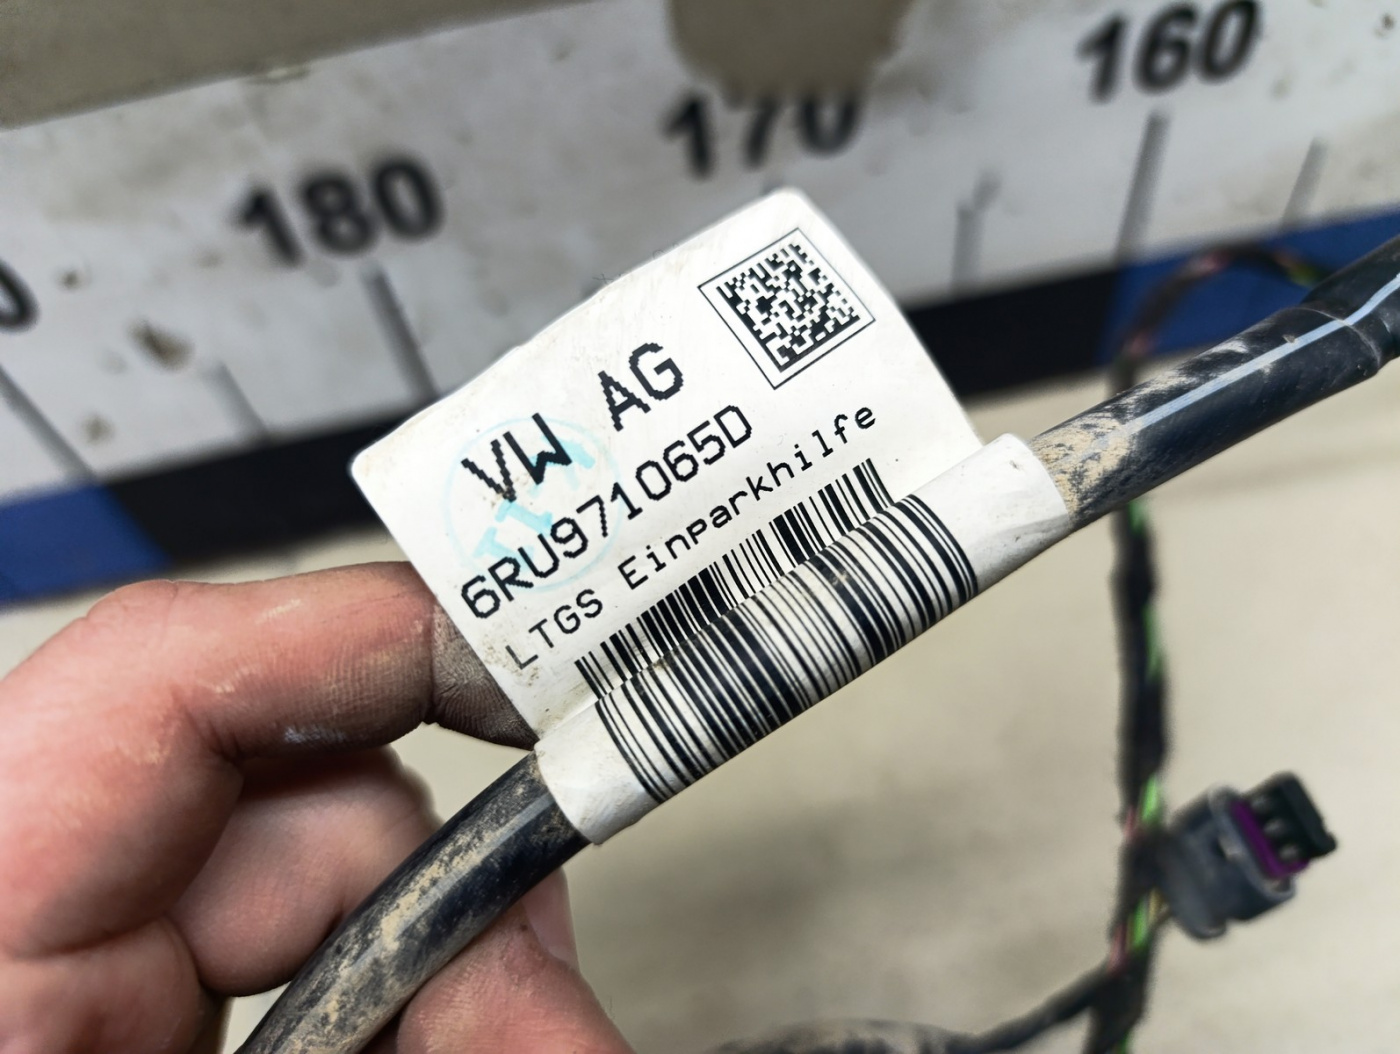 160
170
180
VW AG
6RU971065D
LTGS Einparkhilfe